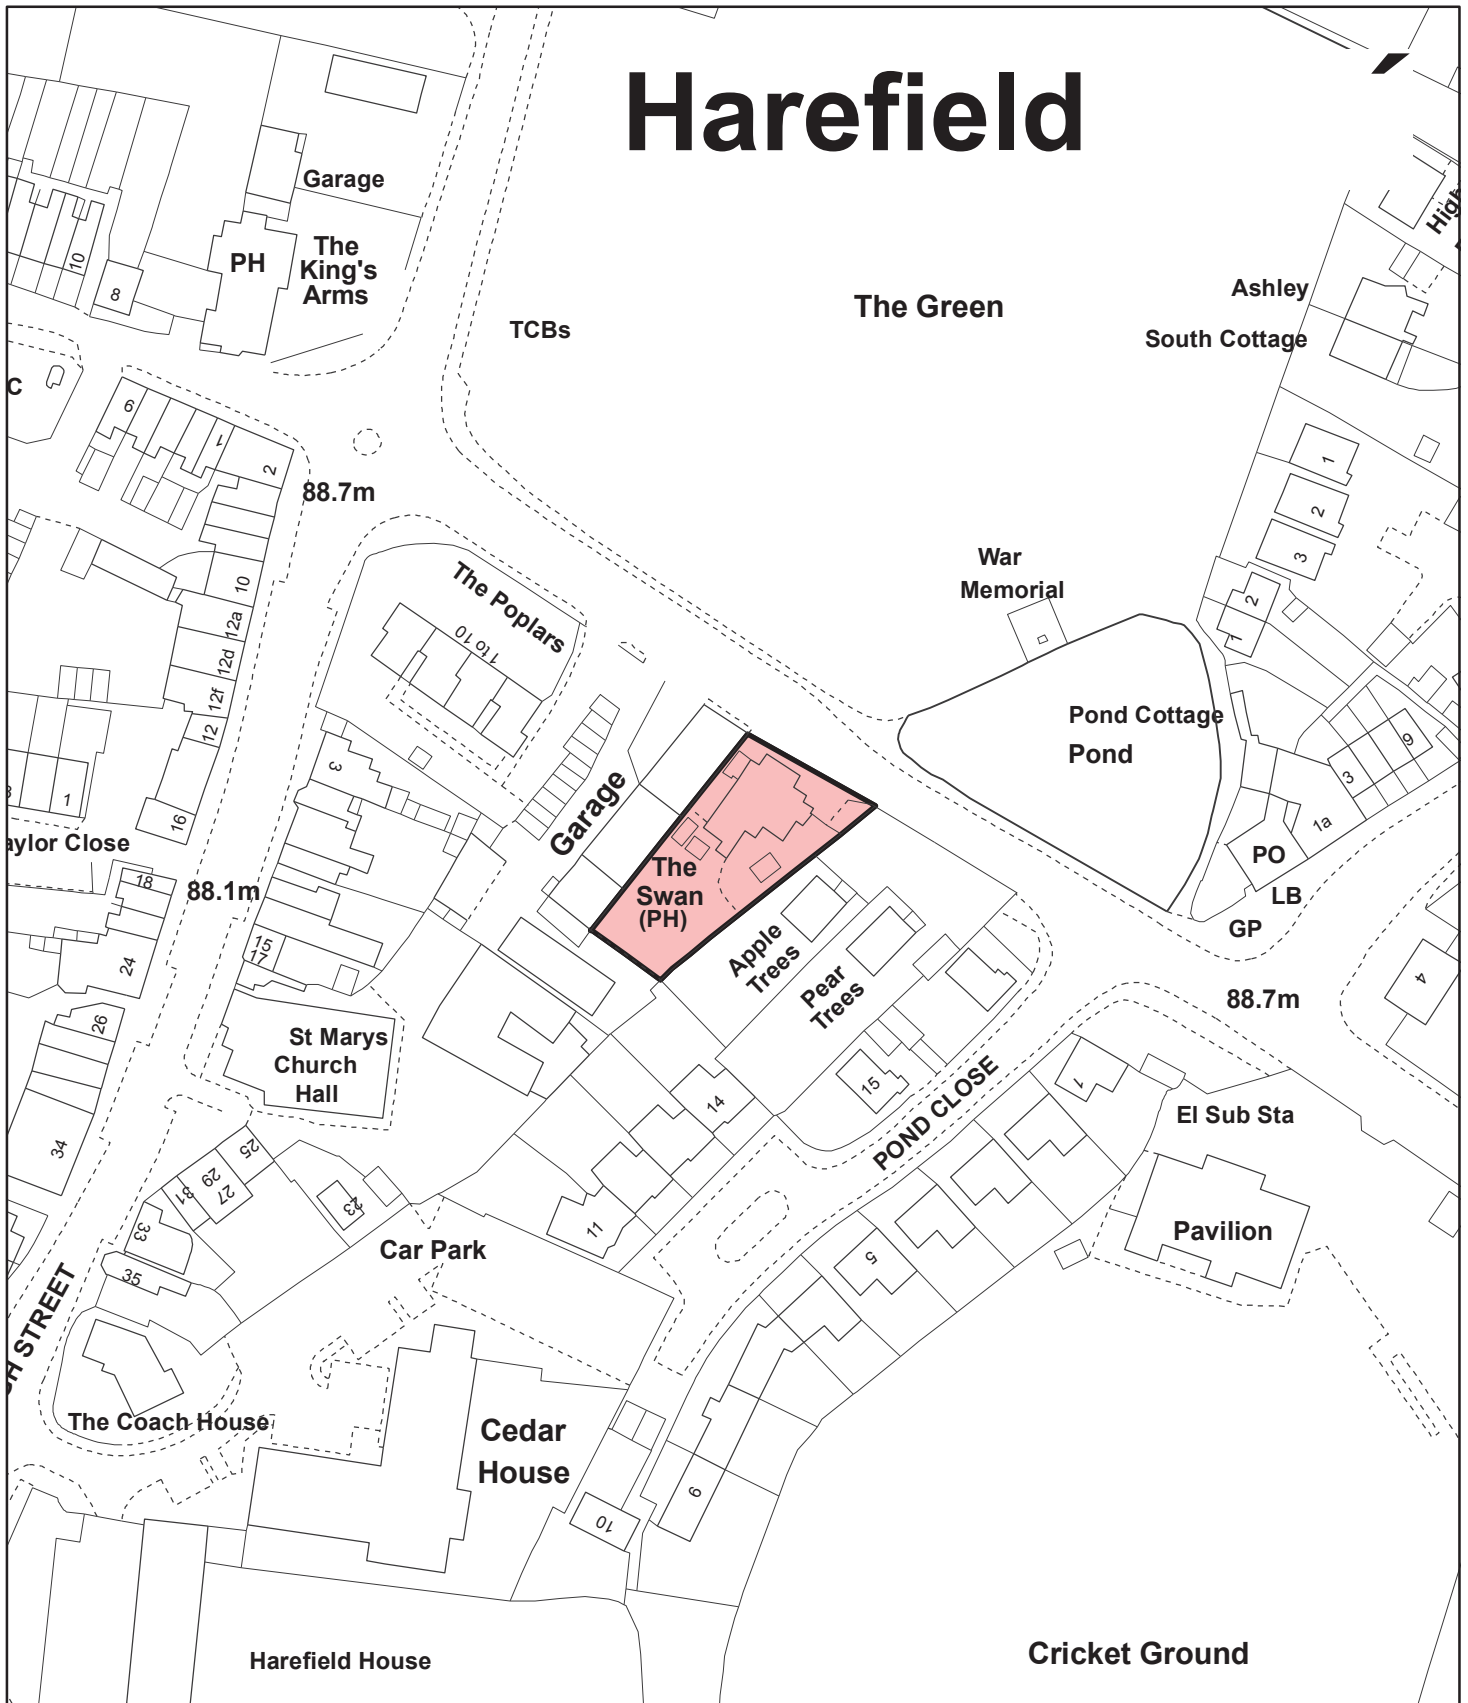 Harefield
Garage
PH
The
King's
Arms
10
8
TCBs
The Green
Ashley
South Cottage
High
C
6
1
2
88.7m
1
2
3
War
Memorial
2
1
10
12a
12d
12f
12
16
The Poplars
1 to 10
3
1
aylor Close
18
88.1m
24
26
34
15
17
Garage
The
Swan
(PH)
Apple
Trees
Pear
Trees
Pond Cottage
Pond
9
3
1a
PO
LB
GP
4
88.7m
St Marys
Church
Hall
14
15
POND CLOSE
1
El Sub Sta
Pavilion
25
27
29
31
33
35
23
11
5
Car Park
GH STREET
The Coach House
Cedar
House
9
10
Harefield House
Cricket Ground